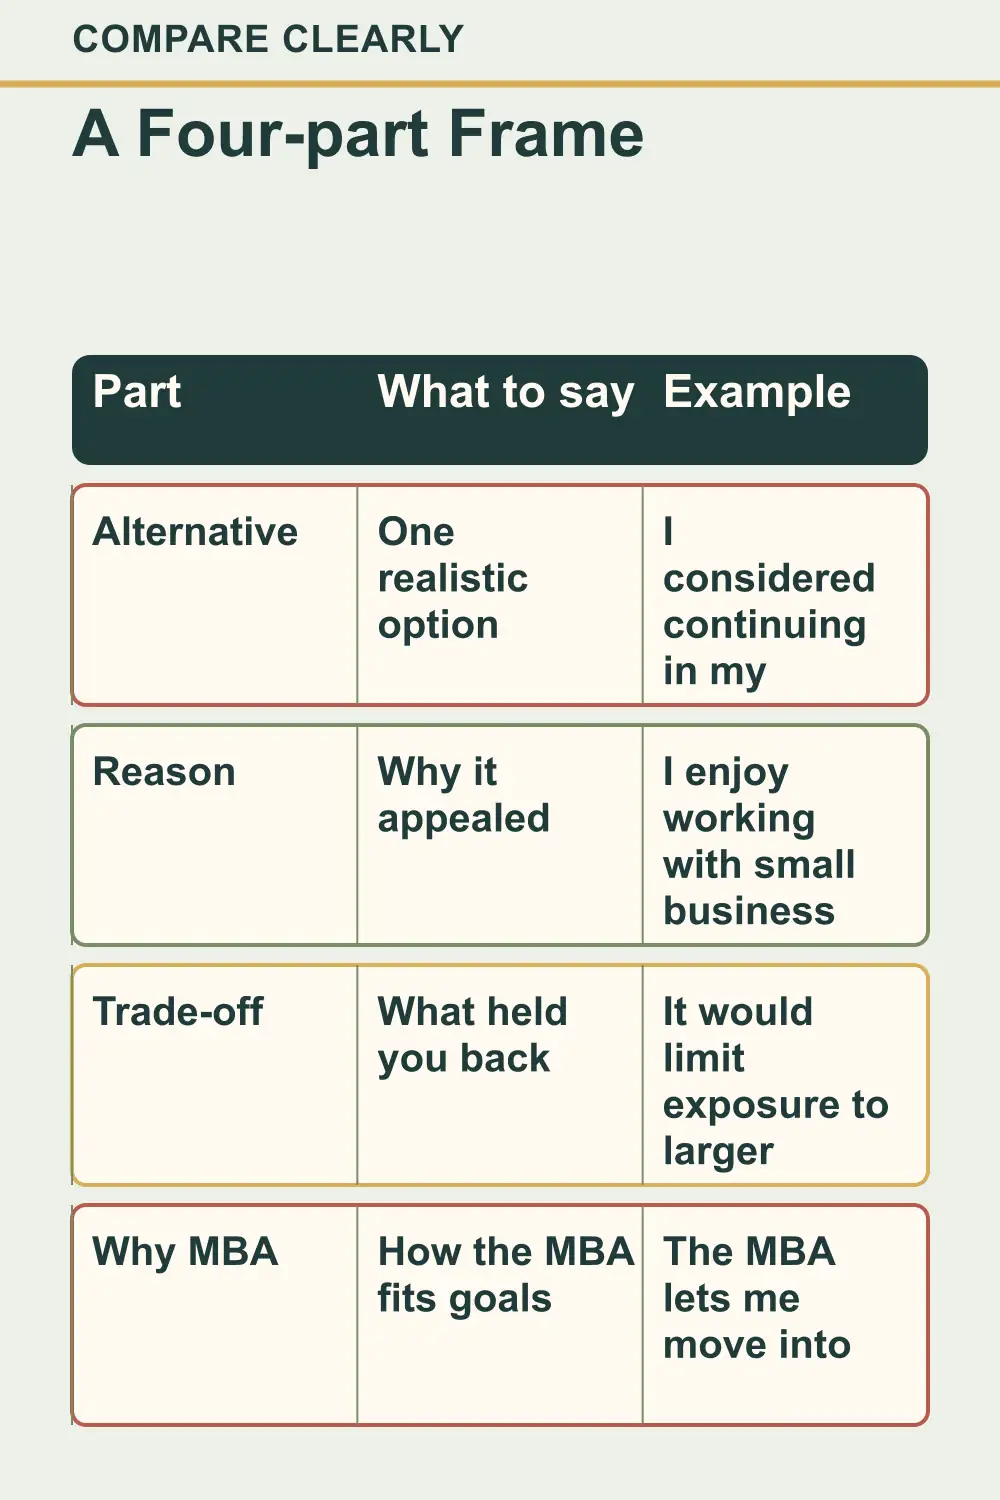 COMPARE CLEARLY
A Four-part Frame
Part
What to say
Example
Alternative
One
realistic
option
I
considered
continuing
in my
Reason
Why it
appealed
I enjoy
working
with small
business
Trade-off
What held
you back
It would
limit
exposure to
larger
Why MBA
How the MBA
fits goals
The MBA
lets me
move into